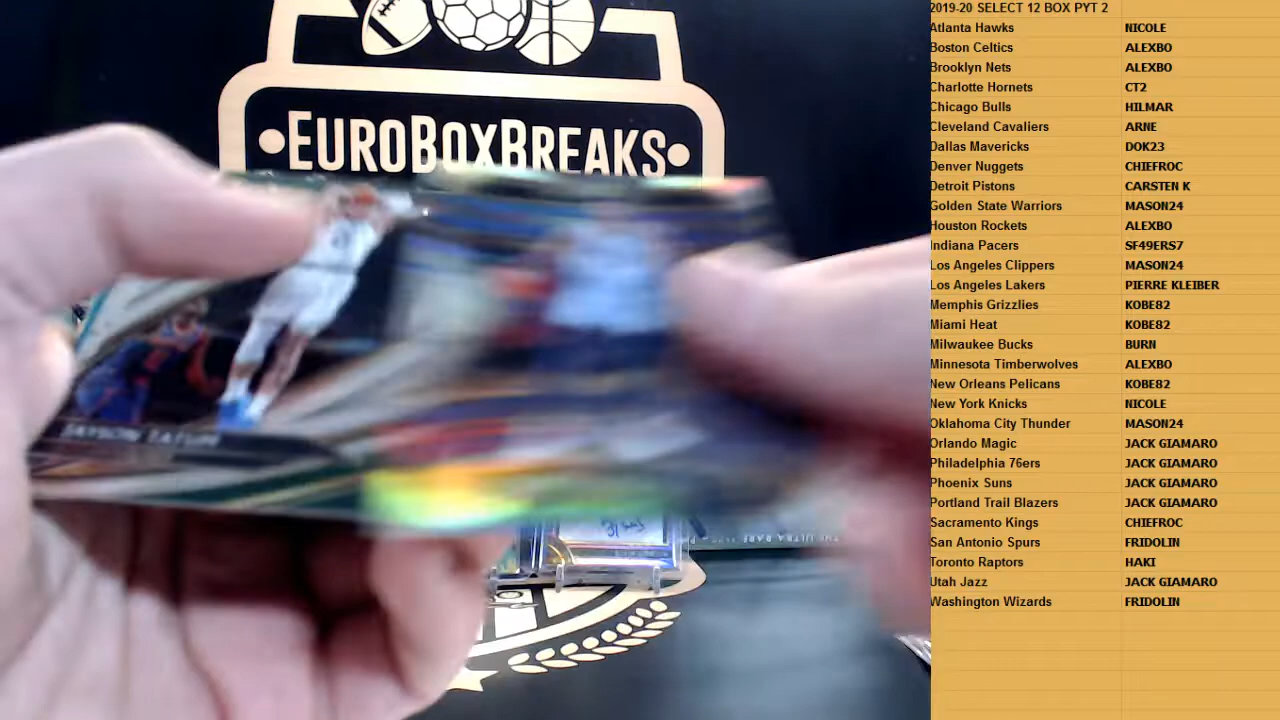 EUROBOXBREAKS
JAYSON TATUM
2019-20 SELECT 12 BOX PYT 2
Atlanta Hawks NICOLE
Boston Celtics ALEXBO
Brooklyn Nets ALEXBO
Charlotte Hornets CT2
Chicago Bulls HILMAR
Cleveland Cavaliers ARNE
Dallas Mavericks DOK23
Denver Nuggets CHIEFROC
Detroit Pistons CARSTEN K
Golden State Warriors MASON24
Houston Rockets ALEXBO
Indiana Pacers SF49ERS7
Los Angeles Clippers MASON24
Los Angeles Lakers PIERRE KLEIBER
Memphis Grizzlies KOBE82
Miami Heat KOBE82
Milwaukee Bucks BURN
Minnesota Timberwolves ALEXBO
New Orleans Pelicans KOBE82
New York Knicks NICOLE
Oklahoma City Thunder MASON24
Orlando Magic JACK GIAMARO
Philadelphia 76ers JACK GIAMARO
Phoenix Suns JACK GIAMARO
Portland Trail Blazers JACK GIAMARO
Sacramento Kings CHIEFROC
San Antonio Spurs FRIDOLIN
Toronto Raptors HAKI
Utah Jazz JACK GIAMARO
Washington Wizards FRIDOLIN